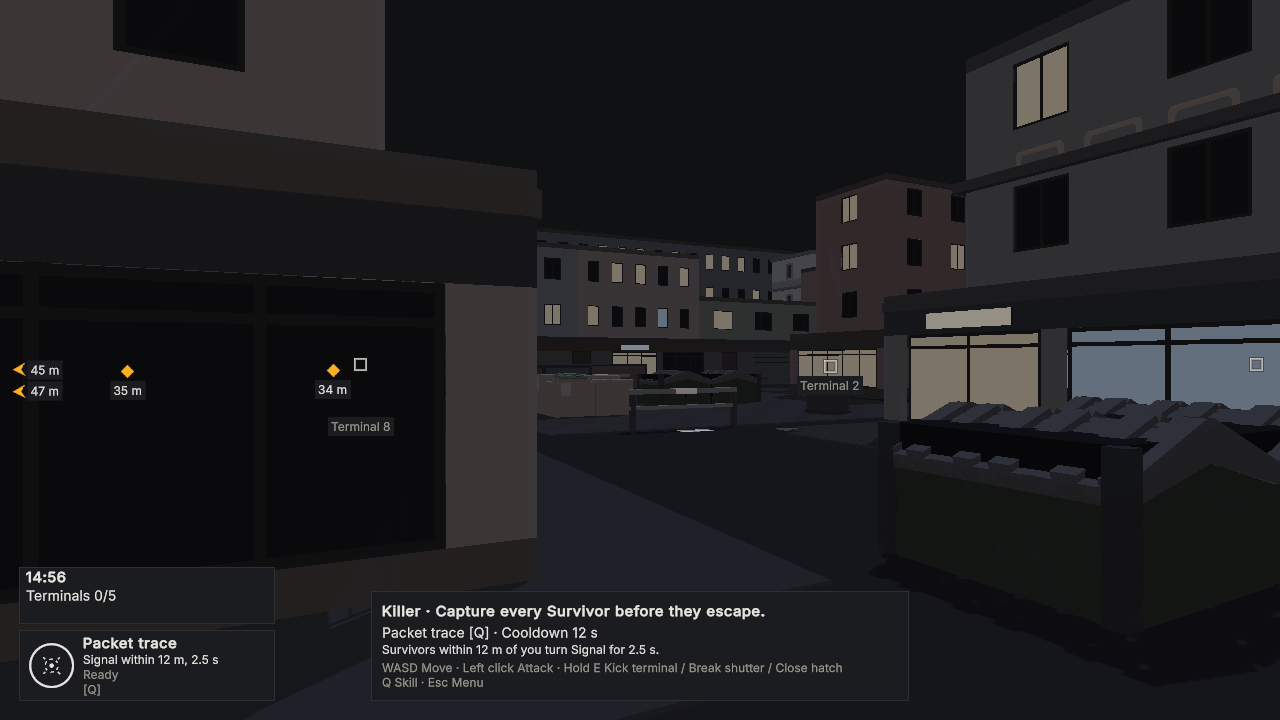 45 m
47 m
35 m
34 m
Terminal 8
Terminal 2
14:56
Terminals 0/5
Packet trace
Signal within 12 m, 2.5 s
Ready
[Q]
Killer · Capture every Survivor before they escape.
Packet trace [Q] · Cooldown 12 s
Survivors within 12 m of you turn Signal for 2.5 s.
WASD Move · Left click Attack · Hold E Kick terminal / Break shutter / Close hatch
Q Skill · Esc Menu